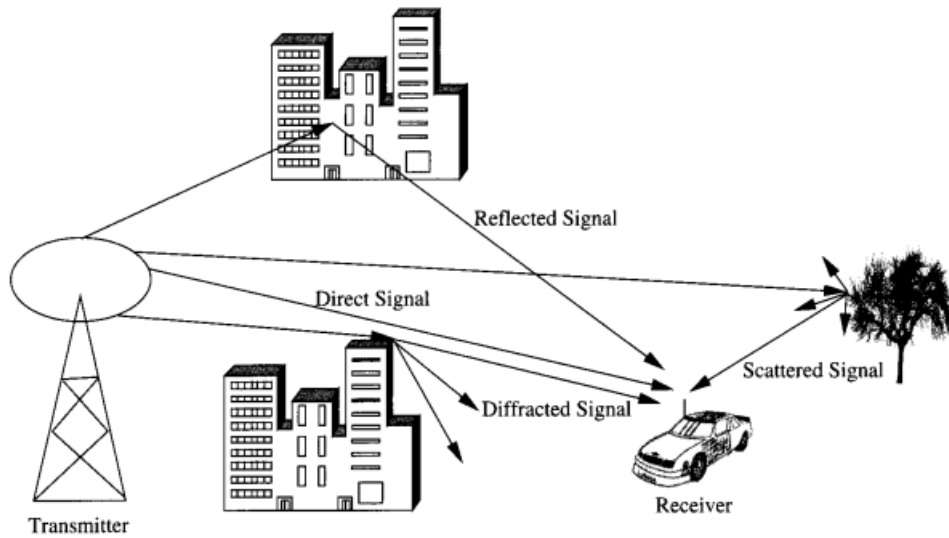 Reflected Signal
Direct Signal
Scattered Signal
Diffracted Signal
Receiver
Transmitter